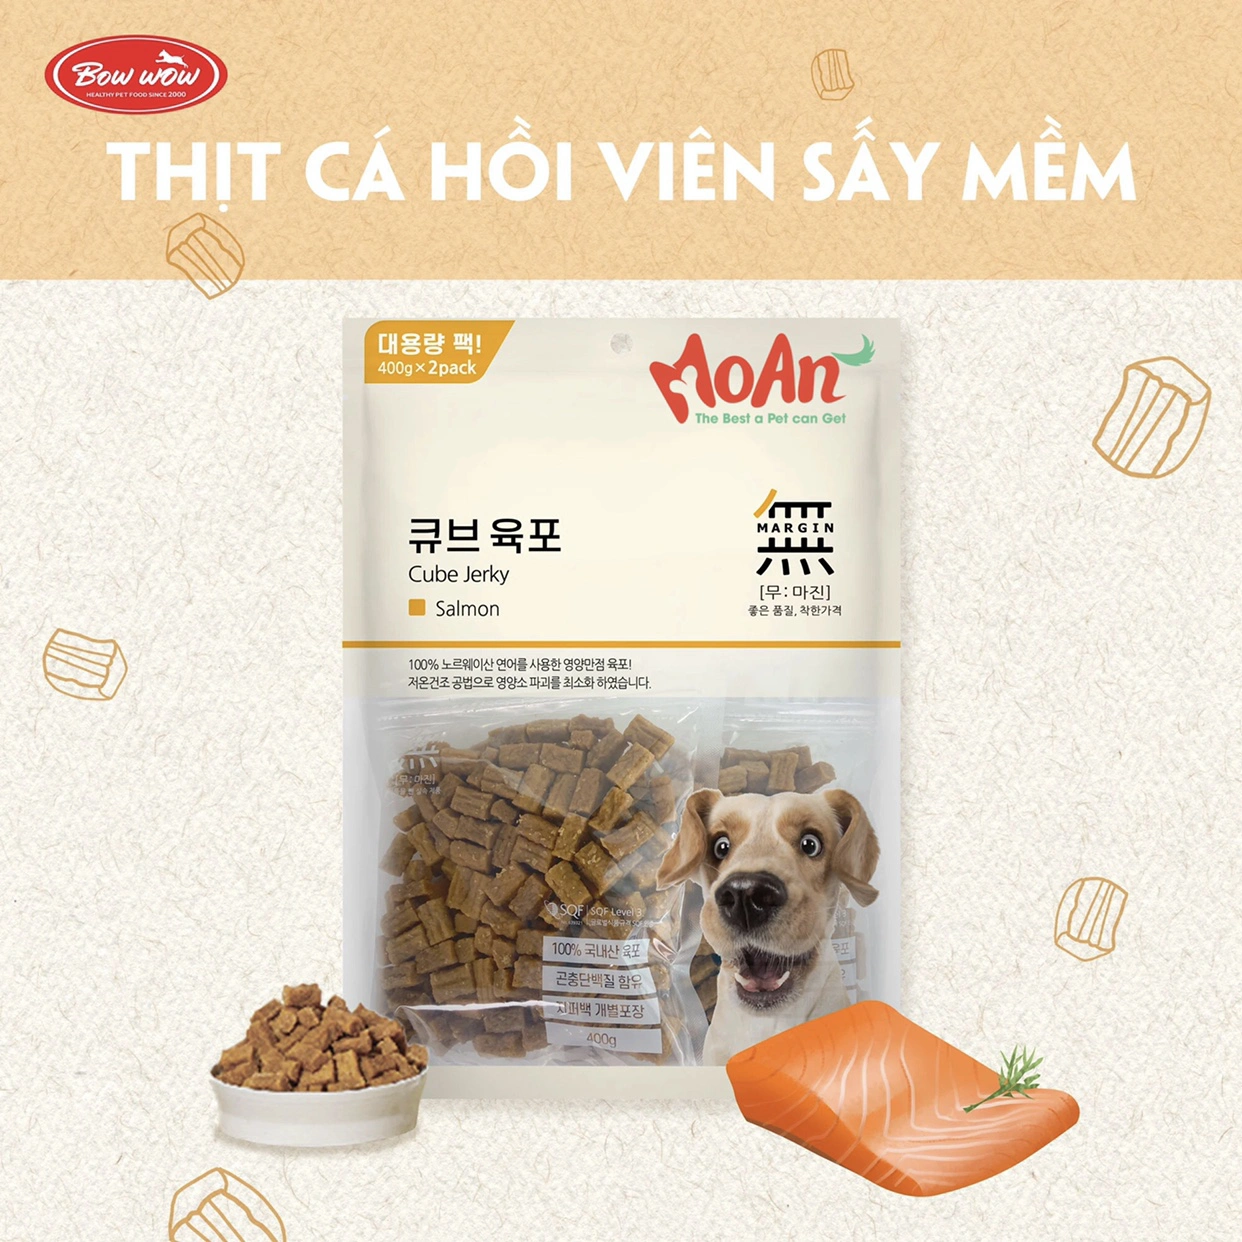 Bow wow
HEALTHY PET FOOD SINCE 2000
THỊT CÁ HỒI VIÊN SẤY MỀM
대용량 팩!
400g×2pack
MoAn
The Best a Pet can Get
無
MARGIN
[무:마진]
좋은 품질, 착한가격
큐브 육포
Cube Jerky
Salmon
100% 노르웨이산 연어를 사용한 영양만점 육포!
저온건조 공법으로 영양소 파괴를 최소화 하였습니다.
[무:마진]
SQF SQF Level 3
100% 국내산 육포
곤충단백질 함유
지퍼백 개별포장
400g